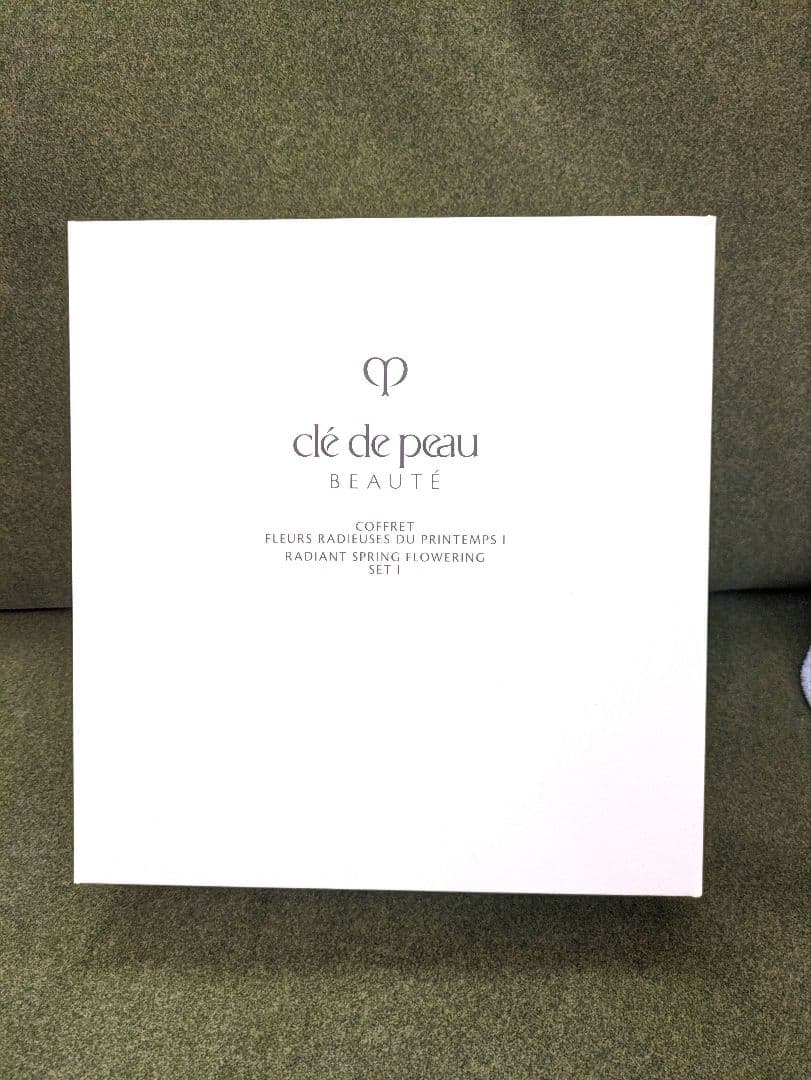 clé de peau
BEAUTÉ
COFFRET
FLEURS RADIEUSES DU PRINTEMPS I
RADIANT SPRING FLOWERING
SET I